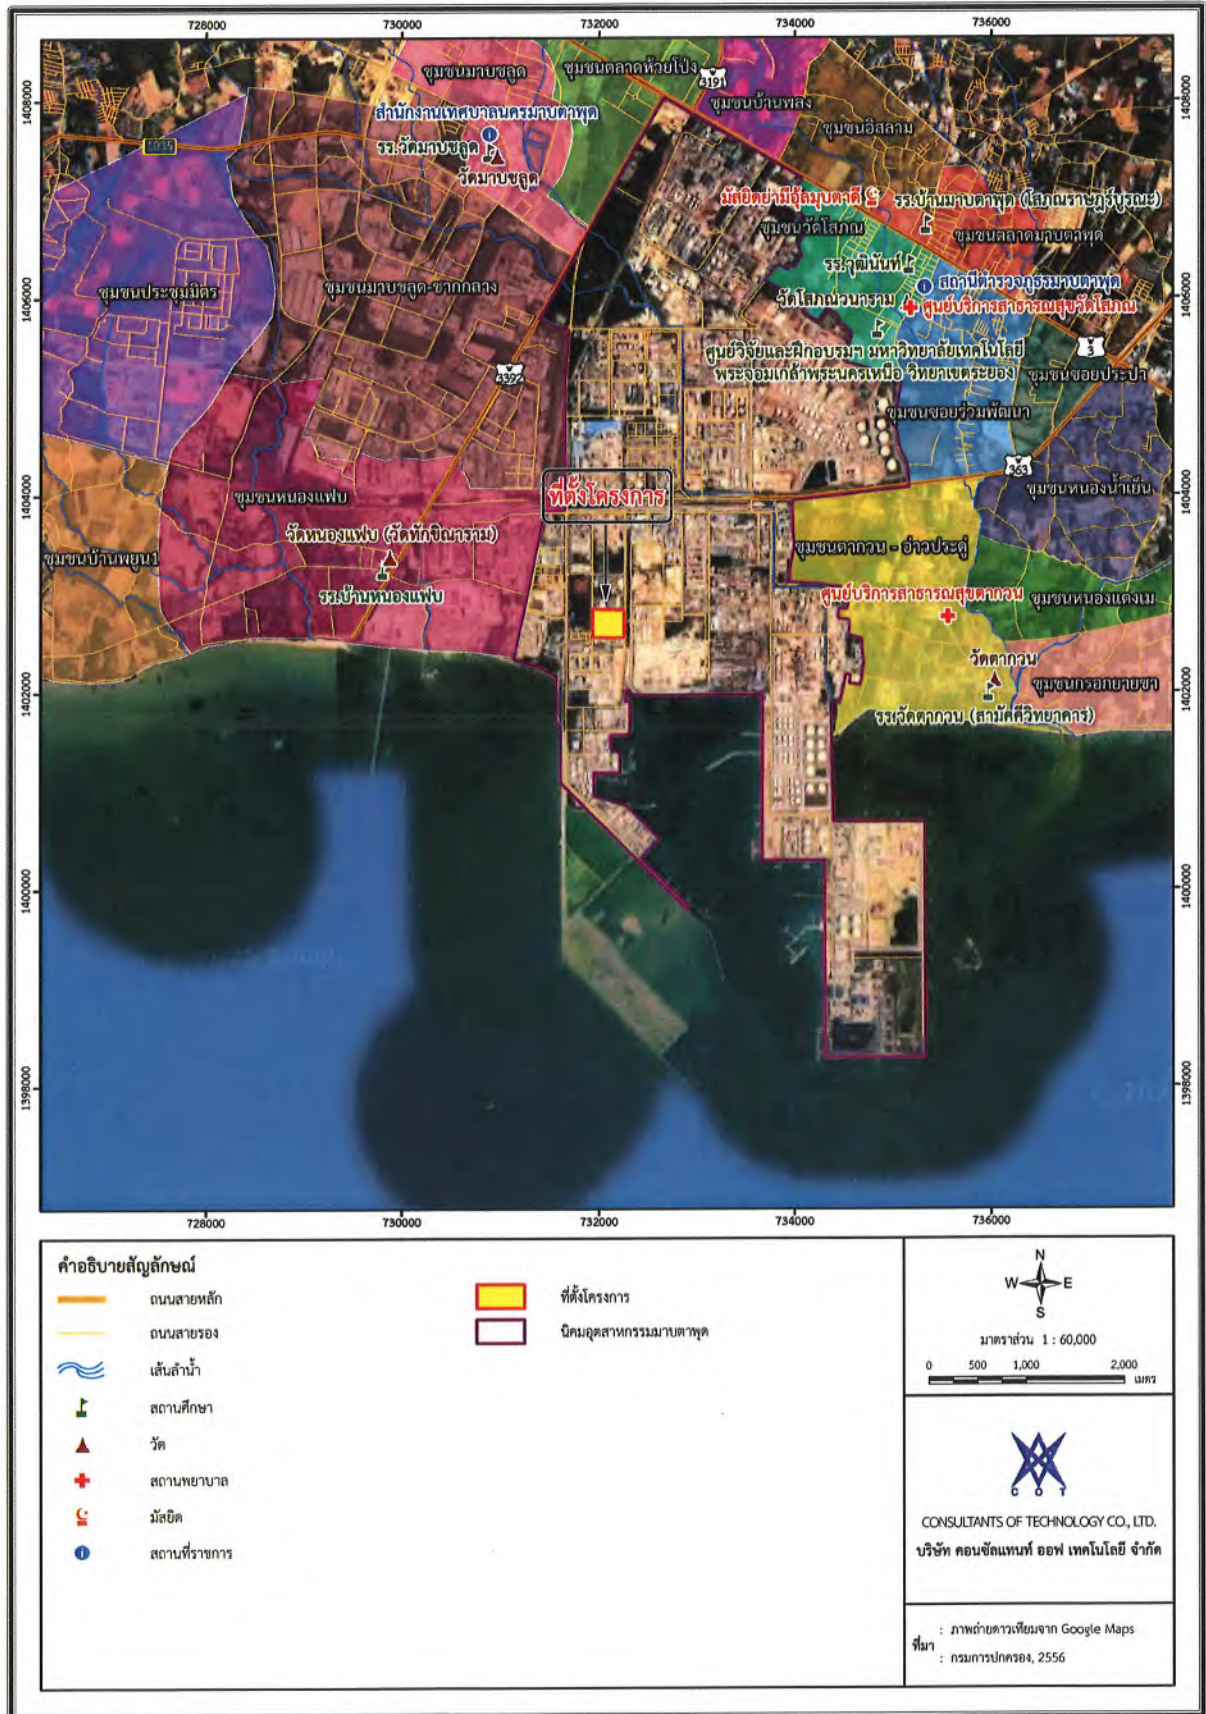 728000
730000
732000
734000
736000
1408000
1408000
ชุมชนมาบชลูด
ชุมชนตลาดห้วยโป่ง
3191
ชุมชนบ้านพลง
สำนักงานเทศบาลนครมาบตาพุด
ชุมชนอิสลาม
รร.วัดมาบชลูด
วัดมาบชลูด
มัสยิดย่ามีอุ้ลมุบตาดี
รร.บ้านมาบตาพุด (โสภณราษฎร์บูรณะ)
ชุมชนวัดโสภณ
ชุมชนตลาดมาบตาพุด
รร.วุฒินันท์
1406000
ชุมชนประชุมมิตร
ชุมชนมาบชลูด-ชากกลาง
สถานีตำรวจภูธรมาบตาพุด
1406000
วัดโสภณวนาราม
ศูนย์บริการสาธารณสุขวัดโสภณ
ศูนย์วิจัยและฝึกอบรมฯ มหาวิทยาลัยเทคโนโลยี
พระจอมเกล้าพระนครเหนือ วิทยาเขตระยอง
3
3392
ชุมชนซอยประปา
ชุมชนซอยร่วมพัฒนา
363
1404000
ชุมชนหนองแฟบ
ที่ตั้งโครงการ
ชุมชนหนองน้ำเย็น
1404000
วัดหนองแฟบ (วัดทักขิณาราม)
ชุมชนตากวน - อ่าวประดู่
ชุมชนบ้านพยูน1
รร.บ้านหนองแฟบ
ศูนย์บริการสาธารณสุขตากวน
ชุมชนหนองแตงเม
วัดตากวน
1402000
ชุมชนกรอกยายชา
1402000
รร.วัดตากวน (สามัคคีวิทยาคาร)
1400000
1400000
1398000
1398000
728000
730000
732000
734000
736000
คำอธิบายสัญลักษณ์
ถนนสายหลัก
ถนนสายรอง
เส้นลำน้ำ
สถานศึกษา
วัด
สถานพยาบาล
มัสยิด
สถานที่ราชการ
ที่ตั้งโครงการ
นิคมอุตสาหกรรมมาบตาพุด
N
W E
S
มาตราส่วน 1 : 60,000
0 500 1,000 2,000
เมตร
C O T
CONSULTANTS OF TECHNOLOGY CO., LTD.
บริษัท คอนซัลแทนท์ ออฟ เทคโนโลยี จำกัด
ที่มา : ภาพถ่ายดาวเทียมจาก Google Maps
: กรมการปกครอง, 2556